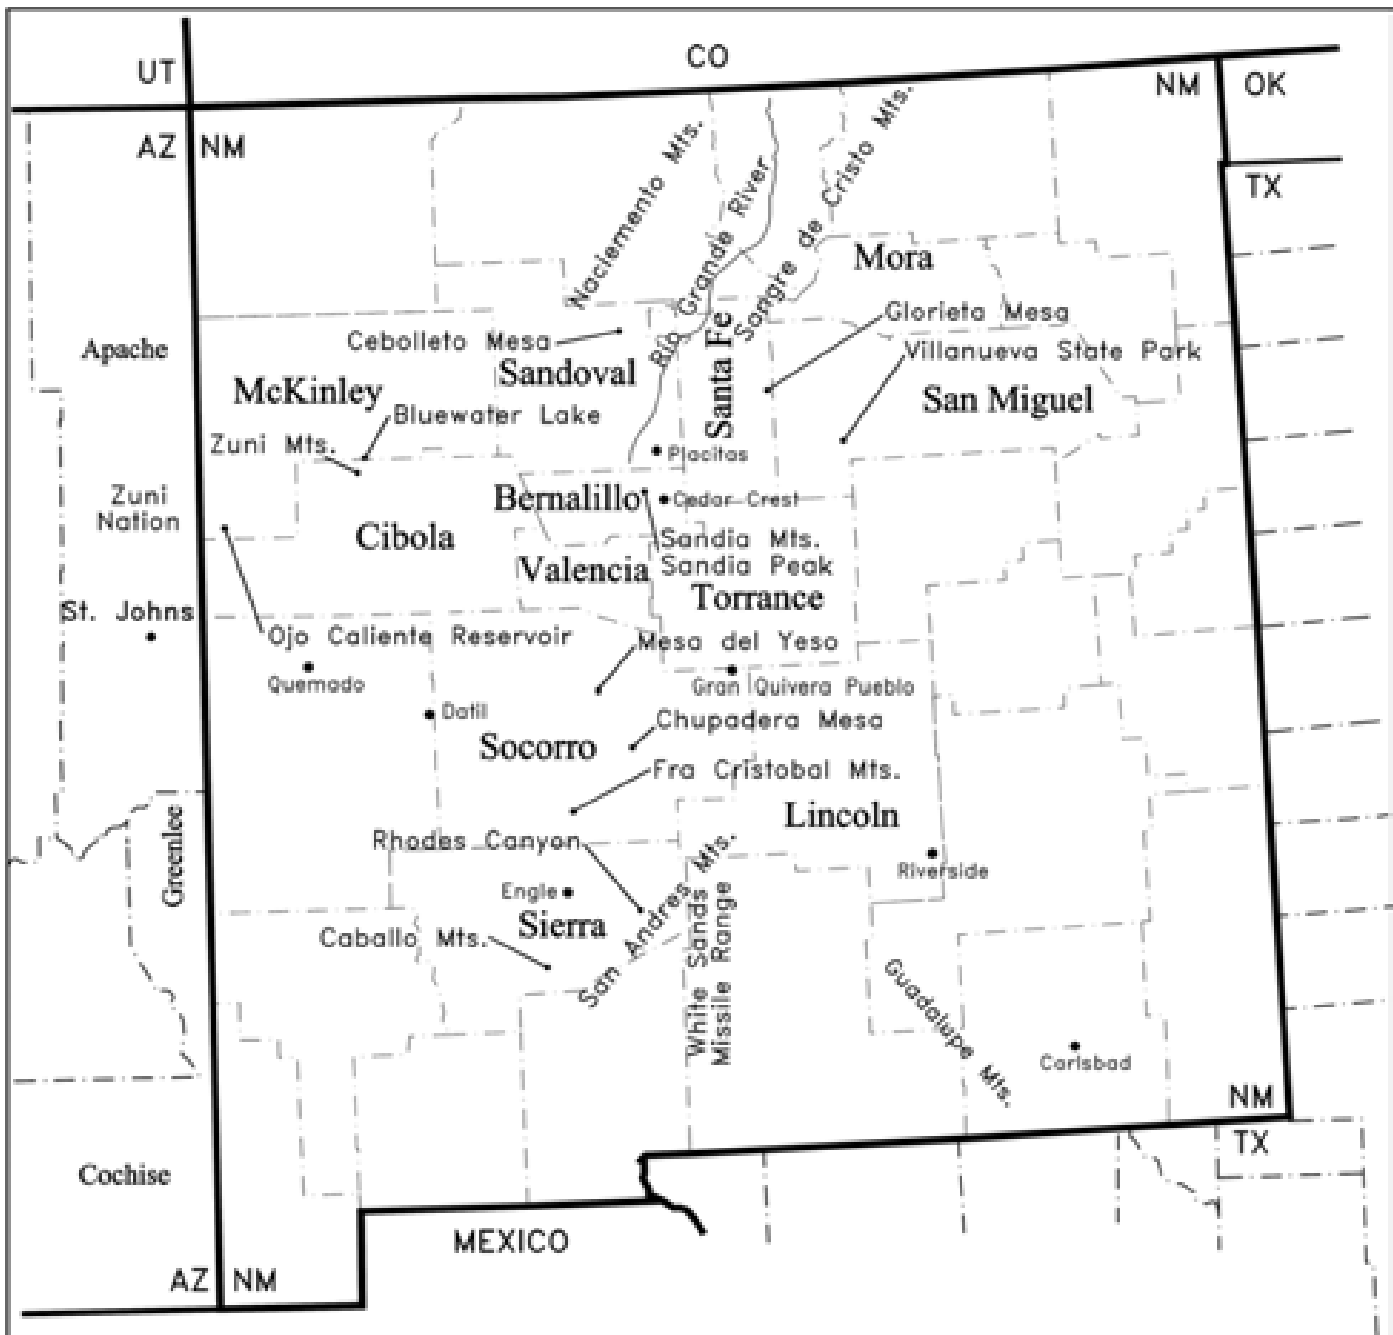 CO
UT
NM
OK
AZ
NM
TX
Naciemento Mts.
Rio Grande River
Sangre de Cristo Mts.
Mora
Glorieta Mesa
Cebolleto Mesa
Apache
Villanueva State Park
Sandoval
Santa Fe
McKinley
San Miguel
Bluewater Lake
Zuni Mts.
Placitas
Zuni
Nation
Bernalillo
Cedar Crest
Cibola
Sandia Mts.
Valencia
Sandia Peak
Torrance
St. Johns
Ojo Caliente Reservoir
Mesa del Yeso
Quemado
Gran Quivera Pueblo
Datil
Chupadera Mesa
Socorro
Fra Cristobal Mts.
Lincoln
Greenlee
Rhodes Canyon
Riverside
Engle
San Andres Mts.
White Sands
Missile Range
Sierra
Caballo Mts.
Guadalupe Mts.
Carlsbad
NM
TX
Cochise
MEXICO
AZ
NM